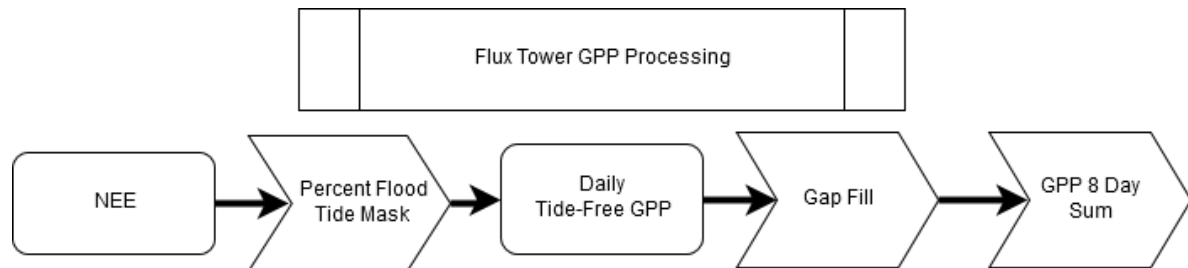 Flux Tower GPP Processing
NEE
Percent Flood
Tide Mask
Daily
Tide-Free GPP
Gap Fill
GPP 8 Day
Sum